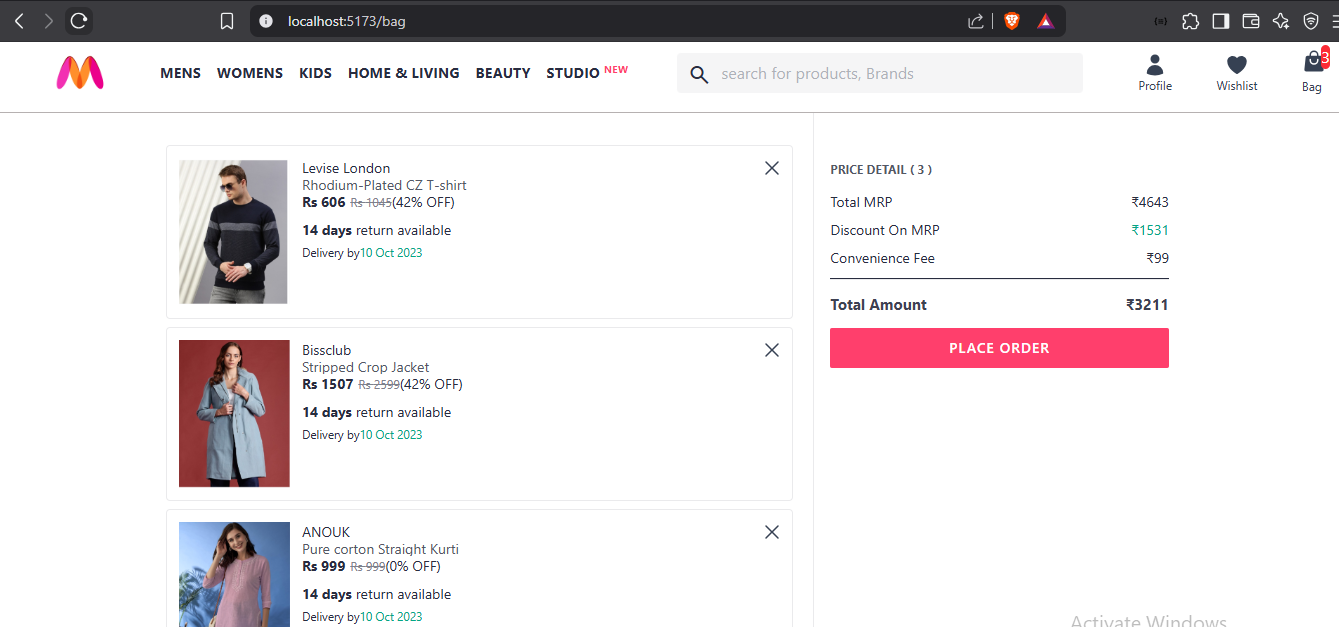 localhost:5173/bag
MENS WOMENS KIDS HOME & LIVING BEAUTY STUDIO NEW
search for products, Brands
Profile
Wishlist
3
Bag
Levise London
Rhodium-Plated CZ T-shirt
Rs 606 Rs 1045(42% OFF)
14 days return available
Delivery by10 Oct 2023
Bissclub
Stripped Crop Jacket
Rs 1507 Rs 2599(42% OFF)
14 days return available
Delivery by10 Oct 2023
ANOUK
Pure corton Straight Kurti
Rs 999 Rs 999(0% OFF)
14 days return available
Delivery by10 Oct 2023
PRICE DETAIL ( 3 )
Total MRP ₹4643
Discount On MRP ₹1531
Convenience Fee ₹99
Total Amount ₹3211
PLACE ORDER
Activate Windows